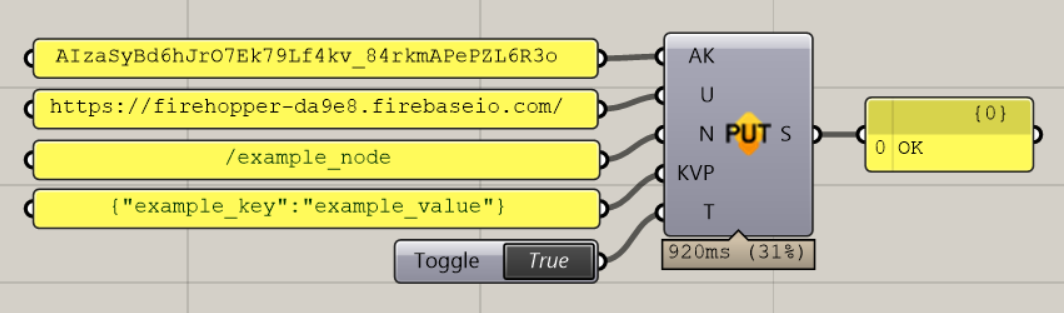 AIzaSyBd6hJrO7Ek79Lf4kv_84rkmAPePZL6R3o
https://firehopper-da9e8.firebaseio.com/
/example_node
{"example_key":"example_value"}
Toggle True
AK
U
N PUT S
KVP
T
920ms (31%)
{0}
0 OK